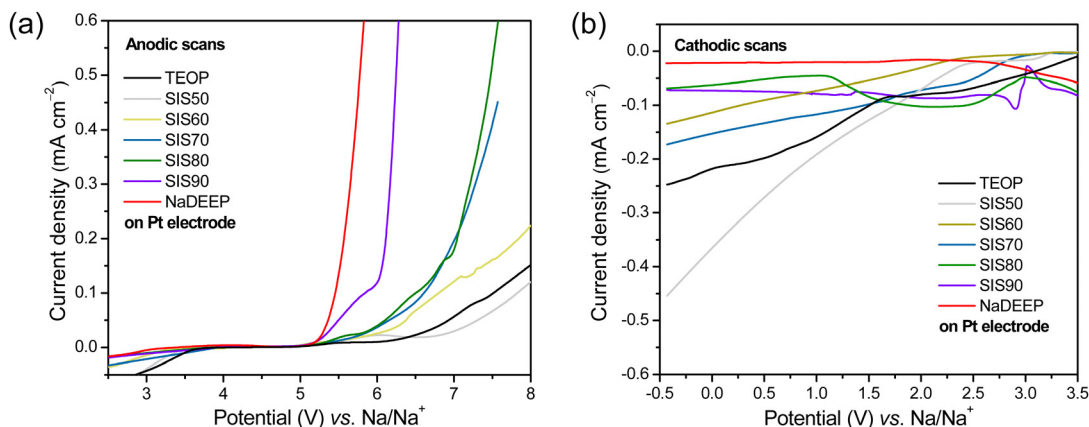 (a)
Anodic scans
TEOP
SIS50
SIS60
SIS70
SIS80
SIS90
NaDEEP
on Pt electrode
Current density (mA cm⁻²)
0.6
0.5
0.4
0.3
0.2
0.1
0.0
3 4 5 6 7 8
Potential (V) vs. Na/Na⁺
(b)
Cathodic scans
TEOP
SIS50
SIS60
SIS70
SIS80
SIS90
NaDEEP
on Pt electrode
Current density (mA cm⁻²)
0.0
-0.1
-0.2
-0.3
-0.4
-0.5
-0.6
-0.5 0.0 0.5 1.0 1.5 2.0 2.5 3.0 3.5
Potential (V) vs. Na/Na⁺